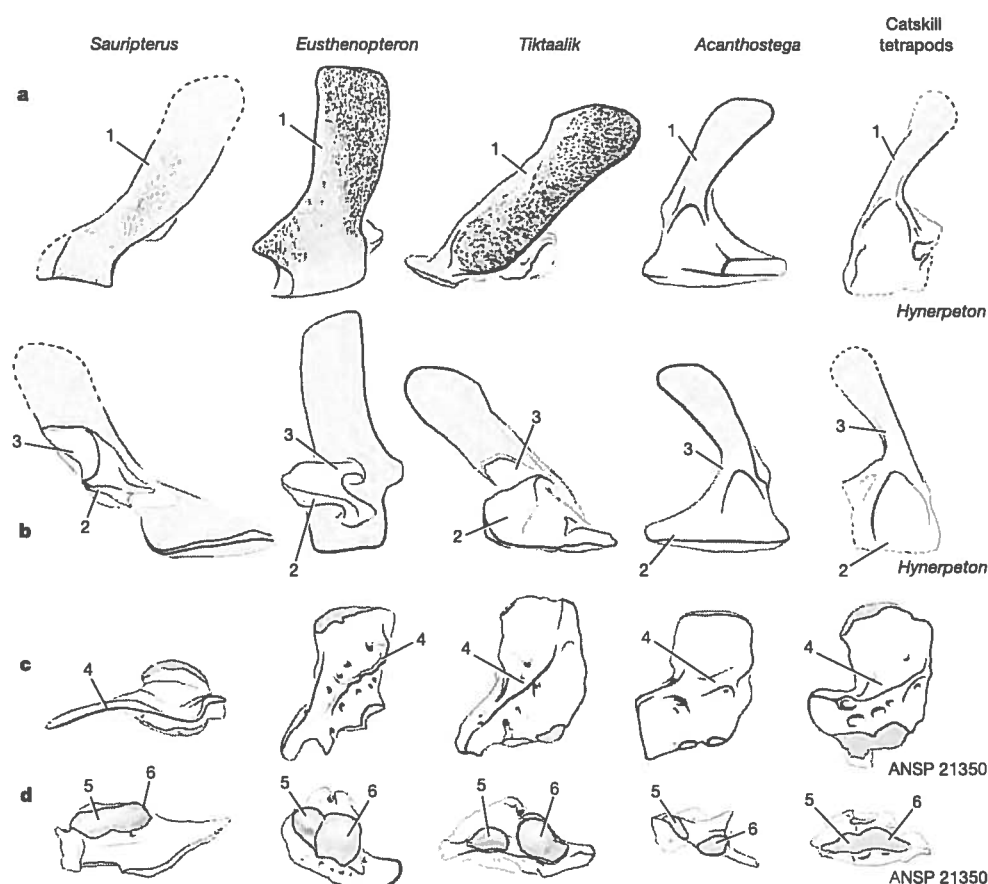 Sauripterus Eusthenopteron Tiktaalik Acanthostega Catskill
tetrapods
a
1 1 1 1 1
Hynerpeton
b
3 3 3 3 3
2 2 2 2 2
Hynerpeton
c
4 4 4 4 4
ANSP 21350
d
5 6 5 6 5 6 5 6 5 6
ANSP 21350